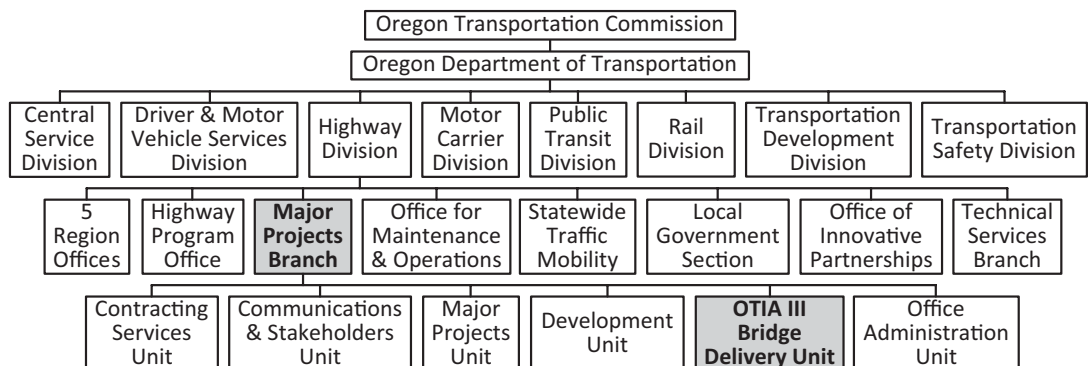 Oregon Transportation Commission
Oregon Department of Transportation
Central
Service
Division
Driver & Motor
Vehicle Services
Division
Highway
Division
Motor
Carrier
Division
Public
Transit
Division
Rail
Division
Transportation
Development
Division
Transportation
Safety Division
5
Region
Offices
Highway
Program
Office
Major
Projects
Branch
Office for
Maintenance
& Operations
Statewide
Traffic
Mobility
Local
Government
Section
Office of
Innovative
Partnerships
Technical
Services
Branch
Contracting
Services
Unit
Communications
& Stakeholders
Unit
Major
Projects
Unit
Development
Unit
OTIA III
Bridge
Delivery Unit
Office
Administration
Unit